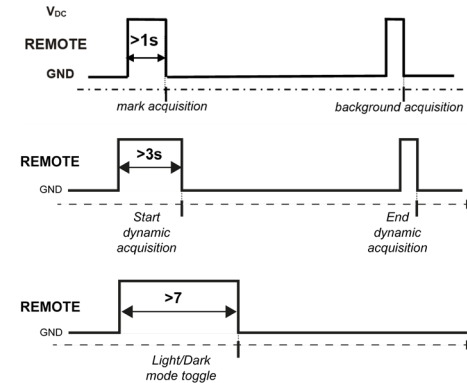 VDC
REMOTE
>1s
GND
mark acquisition
background acquisition
REMOTE
>3s
GND
Start
dynamic
acquisition
End
dynamic
acquisition
REMOTE
>7
GND
Light/Dark
mode toggle